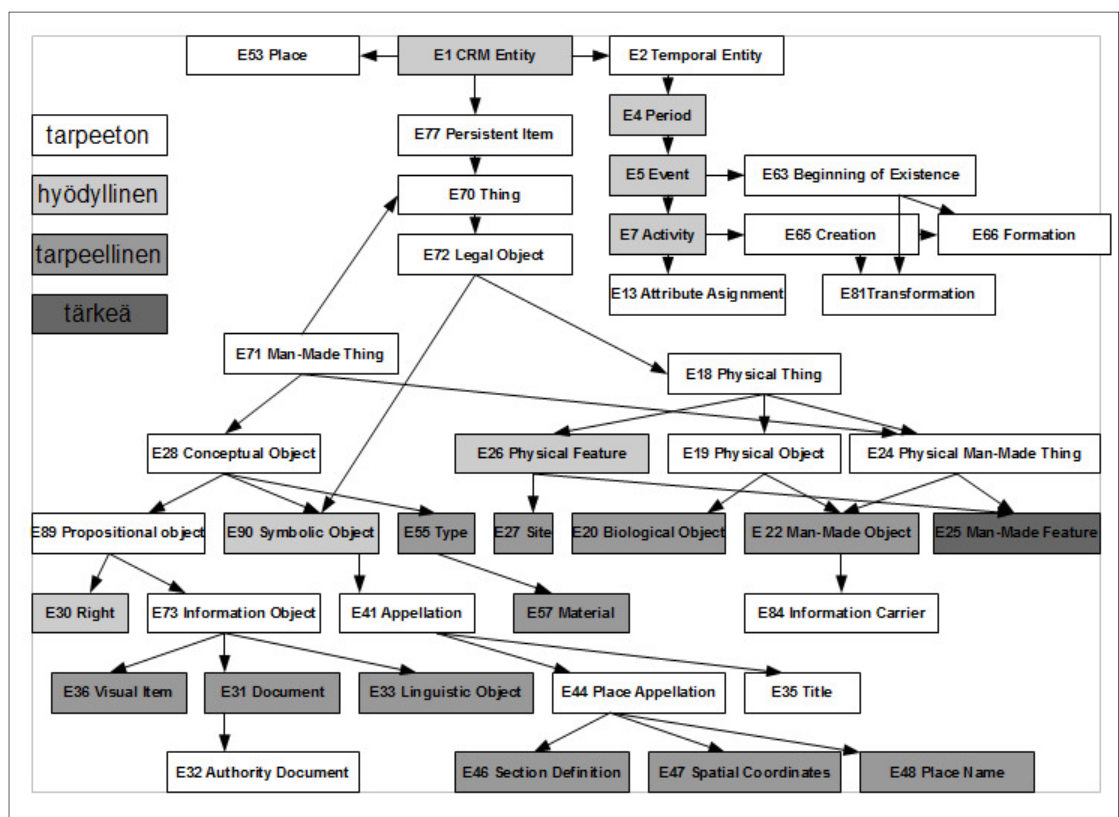 E53 Place
E1 CRM Entity
E2 Temporal Entity
E4 Period
tarpeeton
E77 Persistent Item
E5 Event
E63 Beginning of Existence
hyödyllinen
E70 Thing
E7 Activity
E65 Creation
E66 Formation
tarpeellinen
E72 Legal Object
E13 Attribute Asignment
E81Transformation
tärkeä
E71 Man-Made Thing
E18 Physical Thing
E28 Conceptual Object
E26 Physical Feature
E19 Physical Object
E24 Physical Man-Made Thing
E89 Propositional object
E90 Symbolic Object
E55 Type
E27 Site
E20 Biological Object
E 22 Man-Made Object
E25 Man-Made Feature
E30 Right
E73 Information Object
E41 Appellation
E57 Material
E84 Information Carrier
E36 Visual Item
E31 Document
E33 Linguistic Object
E44 Place Appellation
E35 Title
E32 Authority Document
E46 Section Definition
E47 Spatial Coordinates
E48 Place Name